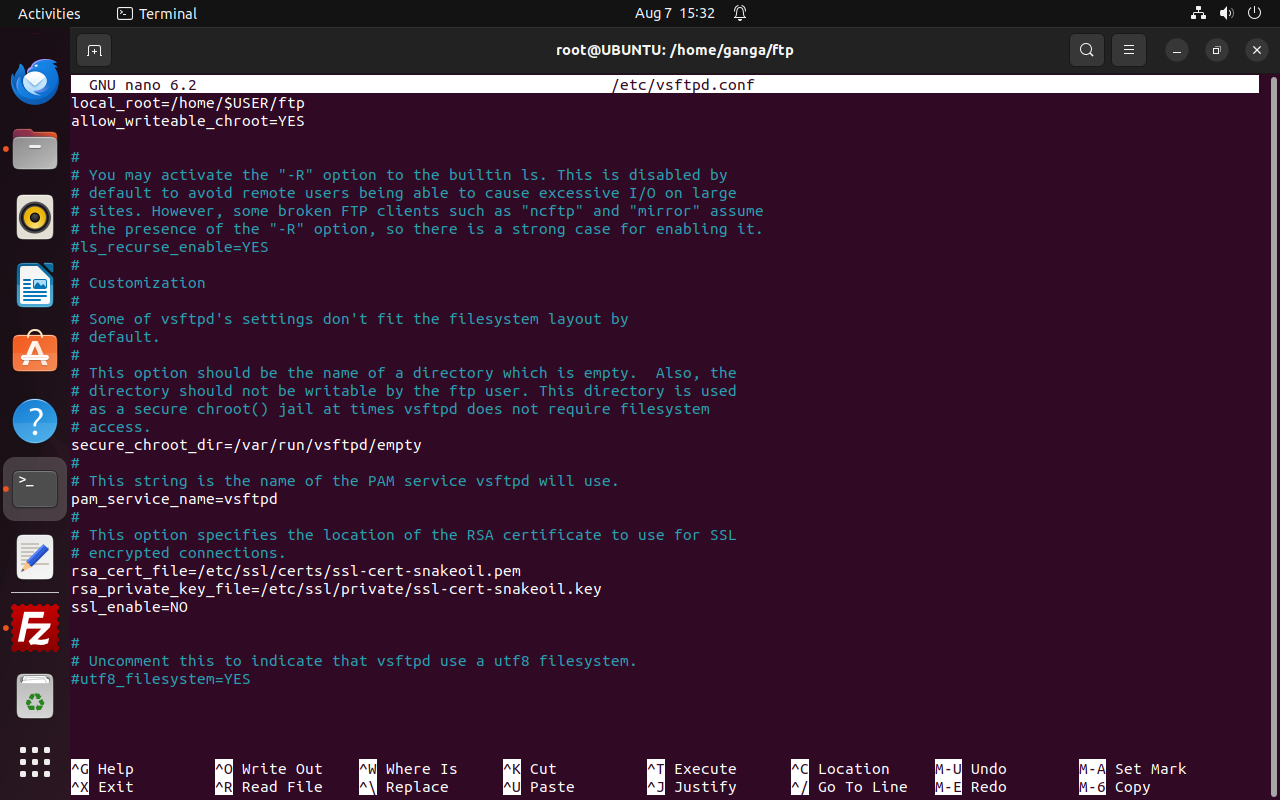 Activities Terminal Aug 7 15:32
root@UBUNTU: /home/ganga/ftp
GNU nano 6.2 /etc/vsftpd.conf
local_root=/home/$USER/ftp
allow_writeable_chroot=YES
#
# You may activate the "-R" option to the builtin ls. This is disabled by
# default to avoid remote users being able to cause excessive I/O on large
# sites. However, some broken FTP clients such as "ncftp" and "mirror" assume
# the presence of the "-R" option, so there is a strong case for enabling it.
#ls_recurse_enable=YES
#
# Customization
#
# Some of vsftpd's settings don't fit the filesystem layout by
# default.
#
# This option should be the name of a directory which is empty.  Also, the
# directory should not be writable by the ftp user. This directory is used
# as a secure chroot() jail at times vsftpd does not require filesystem
# access.
secure_chroot_dir=/var/run/vsftpd/empty
#
# This string is the name of the PAM service vsftpd will use.
pam_service_name=vsftpd
#
# This option specifies the location of the RSA certificate to use for SSL
# encrypted connections.
rsa_cert_file=/etc/ssl/certs/ssl-cert-snakeoil.pem
rsa_private_key_file=/etc/ssl/private/ssl-cert-snakeoil.key
ssl_enable=NO
#
# Uncomment this to indicate that vsftpd use a utf8 filesystem.
#utf8_filesystem=YES
^G Help ^O Write Out ^W Where Is ^K Cut ^T Execute ^C Location M-U Undo M-A Set Mark
^X Exit ^R Read File ^\ Replace ^U Paste ^J Justify ^/ Go To Line M-E Redo M-6 Copy